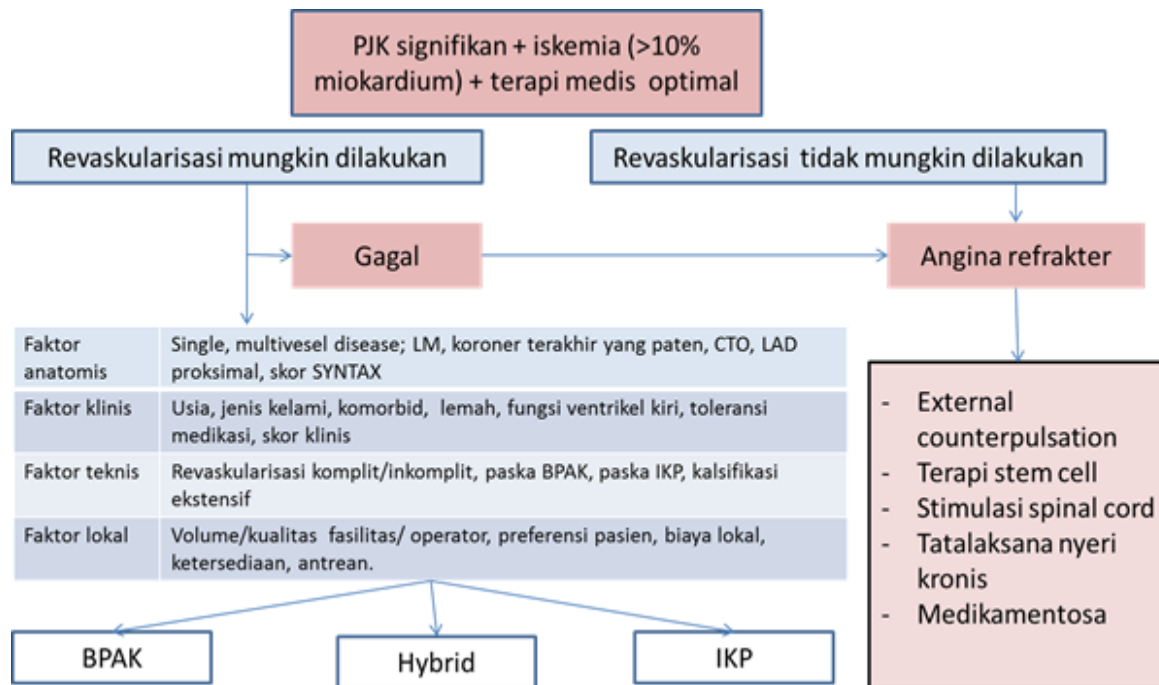 PJK signifikan + iskemia (>10%
miokardium) + terapi medis optimal
Revaskularisasi mungkin dilakukan
Revaskularisasi tidak mungkin dilakukan
Gagal
Angina refrakter
Faktor
anatomis
Single, multivesel disease; LM, koroner terakhir yang paten, CTO, LAD
proksimal, skor SYNTAX
Faktor klinis
Usia, jenis kelami, komorbid, lemah, fungsi ventrikel kiri, toleransi
medikasi, skor klinis
Faktor teknis
Revaskularisasi komplit/inkomplit, paska BPAK, paska IKP, kalsifikasi
ekstensif
Faktor lokal
Volume/kualitas fasilitas/ operator, preferensi pasien, biaya lokal,
ketersediaan, antrean.
- External
counterpulsation
- Terapi stem cell
- Stimulasi spinal cord
- Tatalaksana nyeri
kronis
- Medikamentosa
BPAK
Hybrid
IKP